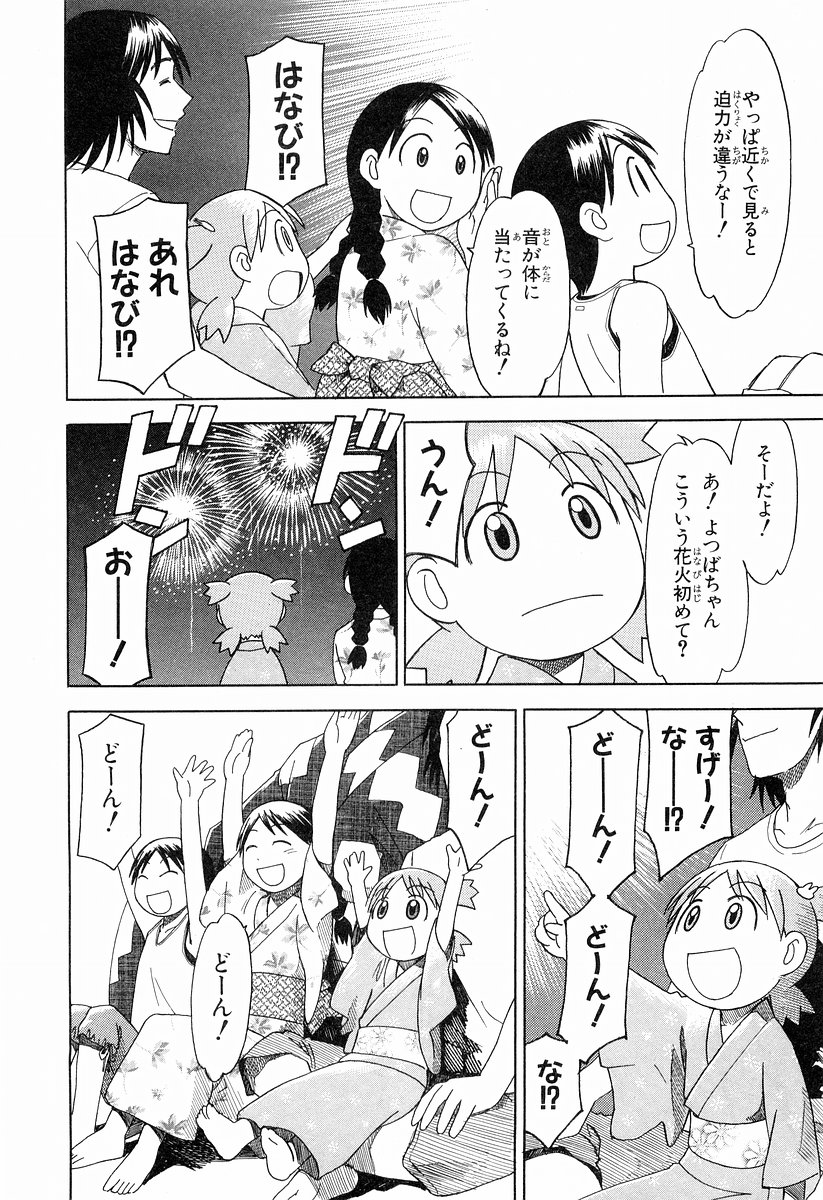 やっぱ近くで見ると
迫力が違うなー!
音が体に
当たってくるね!
はなび!?
あれ
はなび!?
そーだよ!
あ!よつばちゃん
こういう花火初めて?
うん!
ドン
ドン
おーー!
すげー!
なー!?
どーーん!
どーん!
な!?
どーん!
どーん!
どーん!